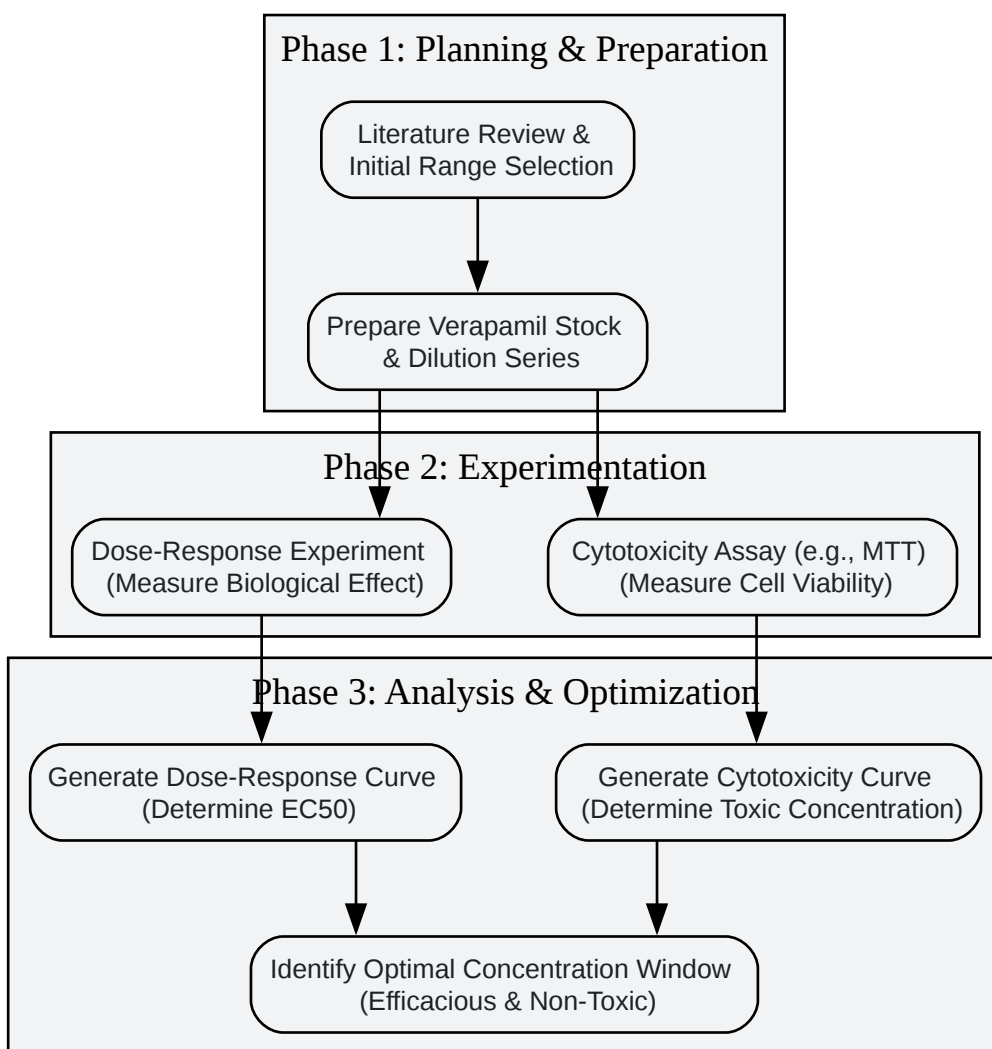 Phase 1: Planning & Preparation
Literature Review &
Initial Range Selection
Prepare Verapamil Stock
& Dilution Series
Phase 2: Experimentation
Dose-Response Experiment
(Measure Biological Effect)
Cytotoxicity Assay (e.g., MTT)
(Measure Cell Viability)
Phase 3: Analysis & Optimization
Generate Dose-Response Curve
(Determine EC50)
Generate Cytotoxicity Curve
(Determine Toxic Concentration)
Identify Optimal Concentration Window
(Efficacious & Non-Toxic)